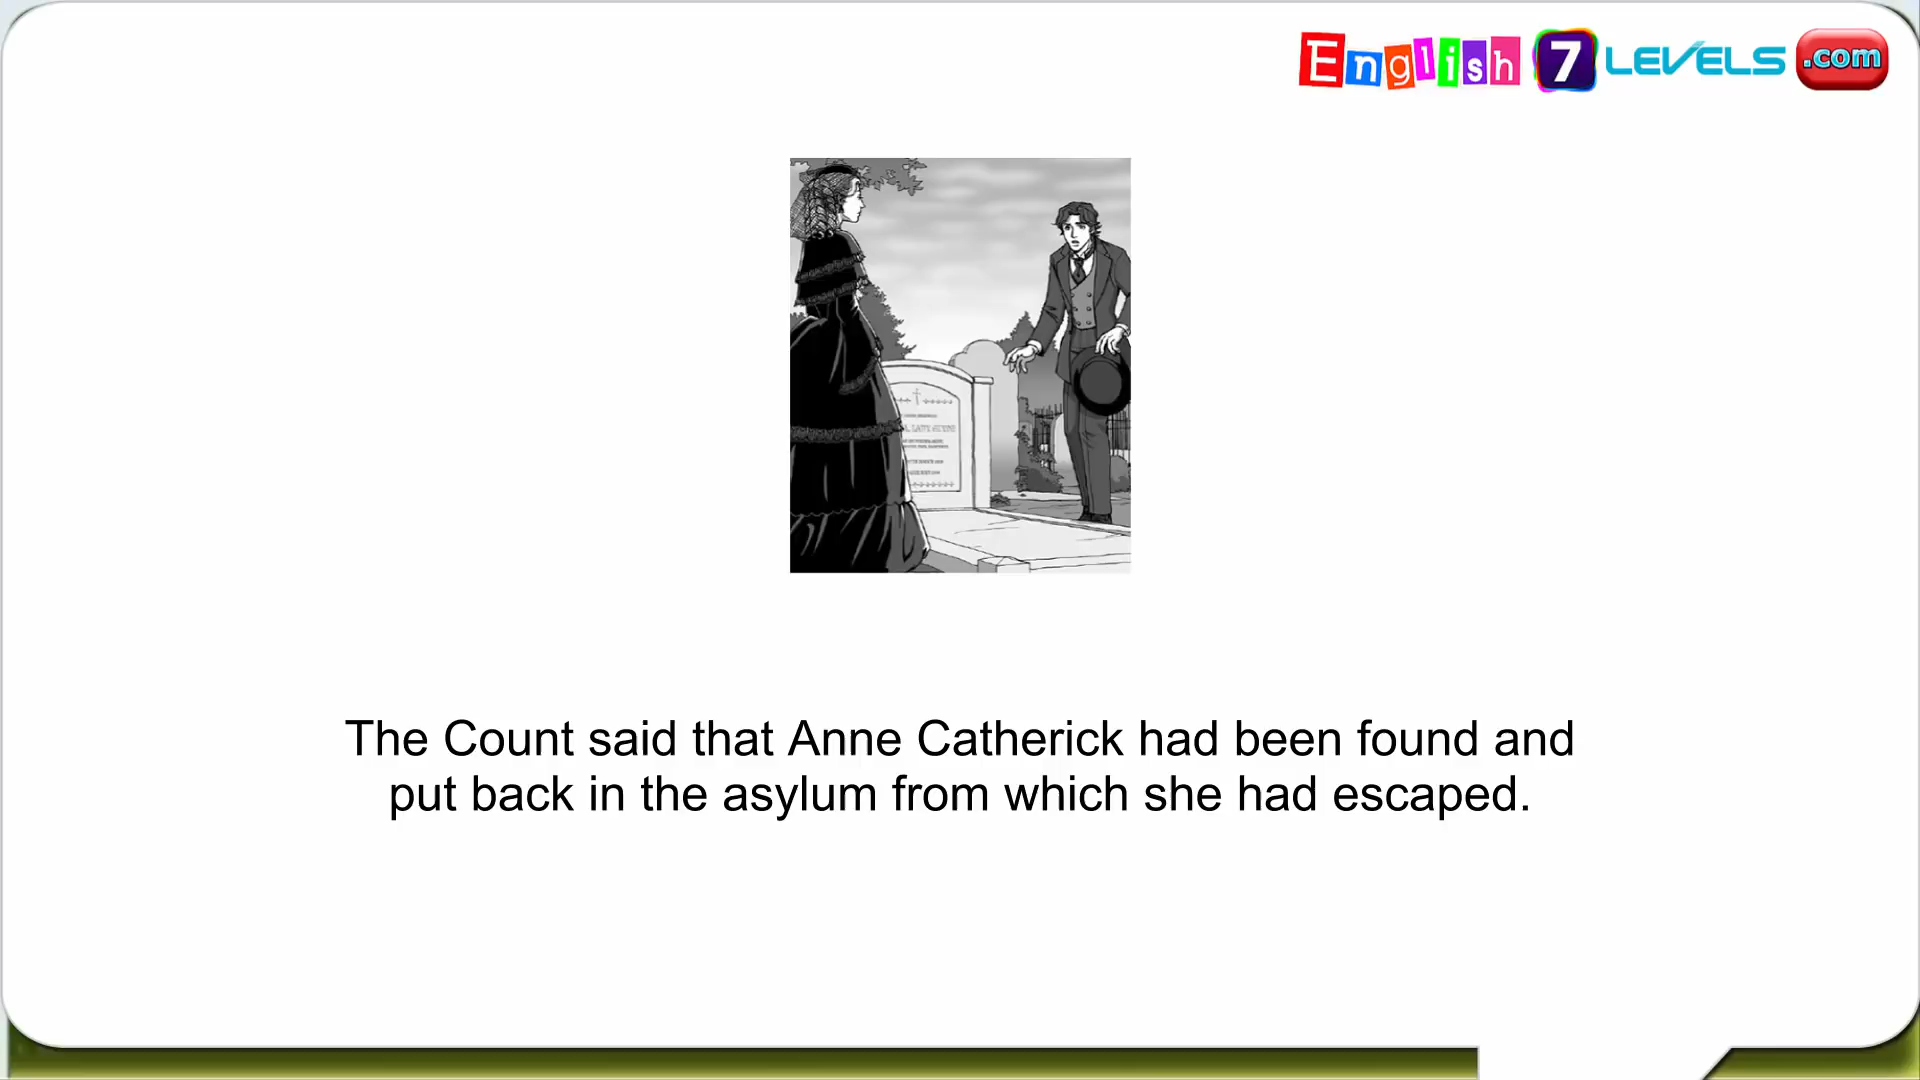 English 7 LEVELS .com
The Count said that Anne Catherick had been found and
put back in the asylum from which she had escaped.